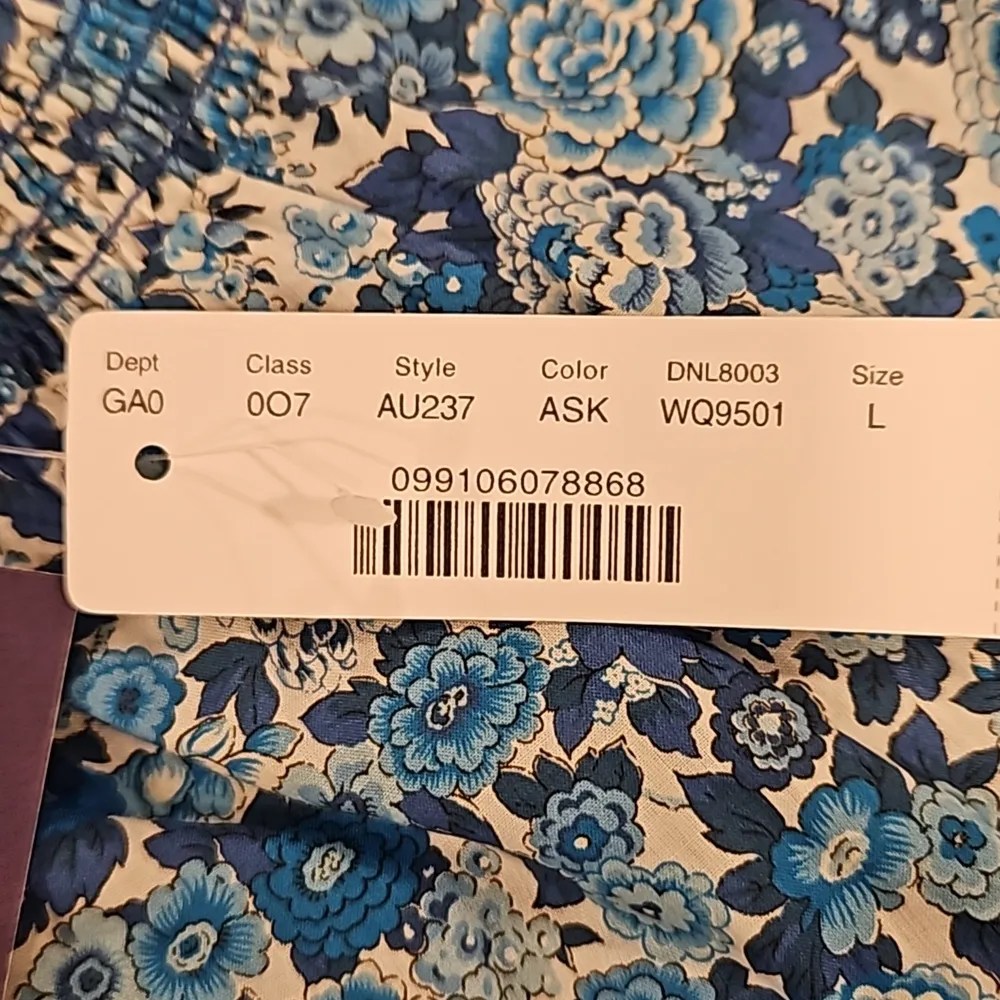 Dept Class Style Color DNL8003 Size
GA0 0O7 AU237 ASK WQ9501 L
099106078868